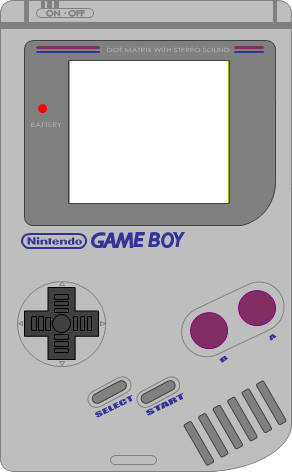 ON • OFF
DOT MATRIX WITH STEREO SOUND
BATTERY
Nintendo GAME BOY
B A
SELECT START